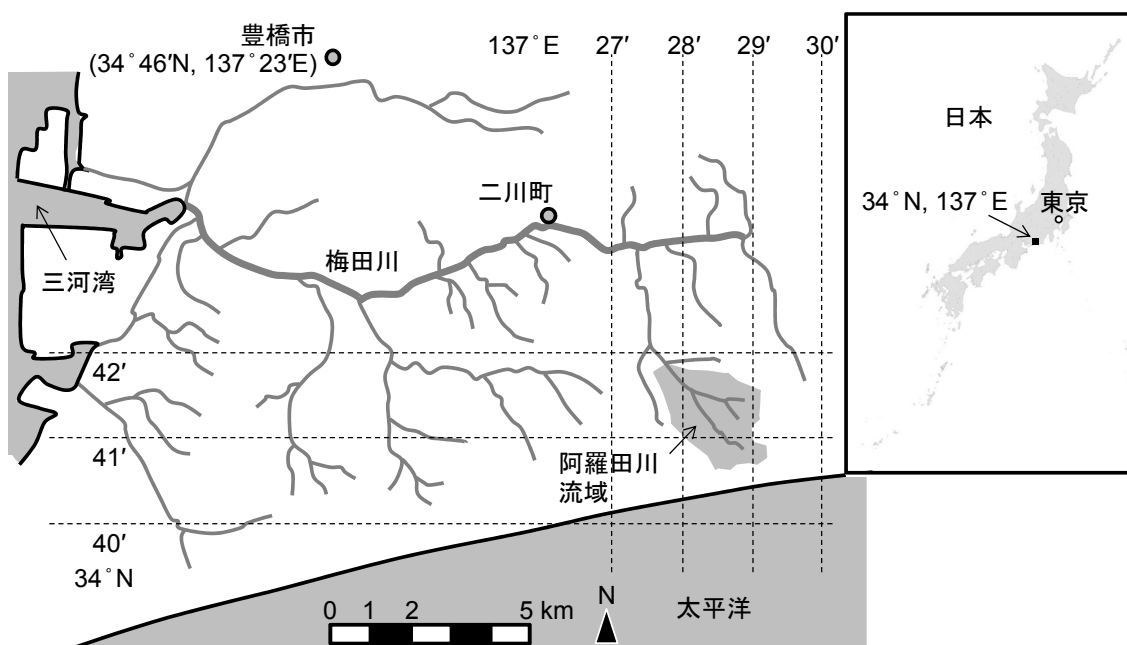 豊橋市
(34°46′N, 137°23′E)
137°E
27′
28′
29′
30′
日本
34°N, 137°E
東京
二川町
梅田川
三河湾
42′
41′
阿羅田川
流域
40′
34°N
0 1 2 5 km
N
太平洋